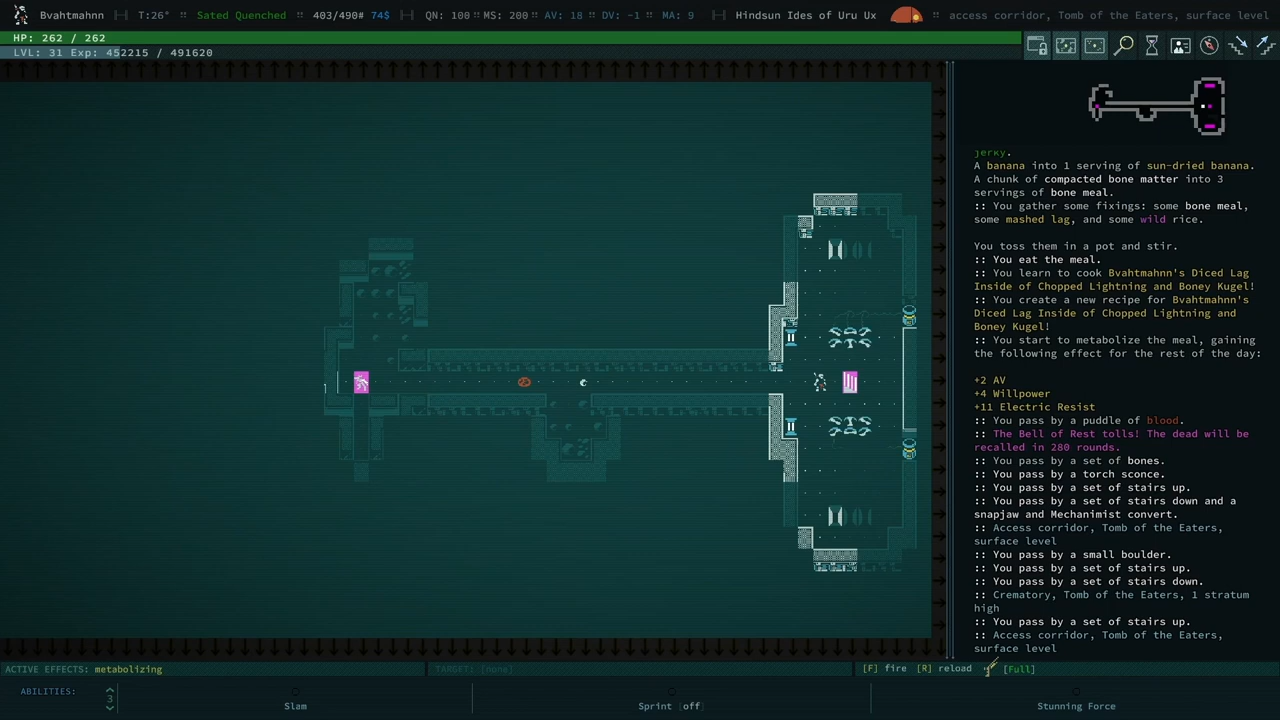 Bvahtmahnn T:26° :: Sated Quenched 403/490# 74$ QN: 100 :: MS: 200 :: AV: 18 :: DV: -1 :: MA: 9 Hindsun Ides of Uru Ux :: access corridor, Tomb of the Eaters, surface level
HP: 262 / 262
LVL: 31 Exp: 452215 / 491620
jerky.
A banana into 1 serving of sun-dried banana.
A chunk of compacted bone matter into 3
servings of bone meal.
:: You gather some fixings: some bone meal,
some mashed lag, and some wild rice.
You toss them in a pot and stir.
:: You eat the meal.
:: You learn to cook Bvahtmahnn's Diced Lag
Inside of Chopped Lightning and Boney Kugel!
:: You create a new recipe for Bvahtmahnn's
Diced Lag Inside of Chopped Lightning and
Boney Kugel!
:: You start to metabolize the meal, gaining
the following effect for the rest of the day:
+2 AV
+4 Willpower
+11 Electric Resist
:: You pass by a puddle of blood.
:: The Bell of Rest tolls! The dead will be
recalled in 280 rounds.
:: You pass by a set of bones.
:: You pass by a torch sconce.
:: You pass by a set of stairs up.
:: You pass by a set of stairs down and a
snapjaw and Mechanimist convert.
:: Access corridor, Tomb of the Eaters,
surface level
:: You pass by a small boulder.
:: You pass by a set of stairs up.
:: You pass by a set of stairs down.
:: Crematory, Tomb of the Eaters, 1 stratum
high
:: You pass by a set of stairs up.
:: Access corridor, Tomb of the Eaters,
surface level
ACTIVE EFFECTS: metabolizing
TARGET: [none]
[F] fire [R] reload [Full]
ABILITIES:
3
Slam
Sprint [off]
Stunning Force